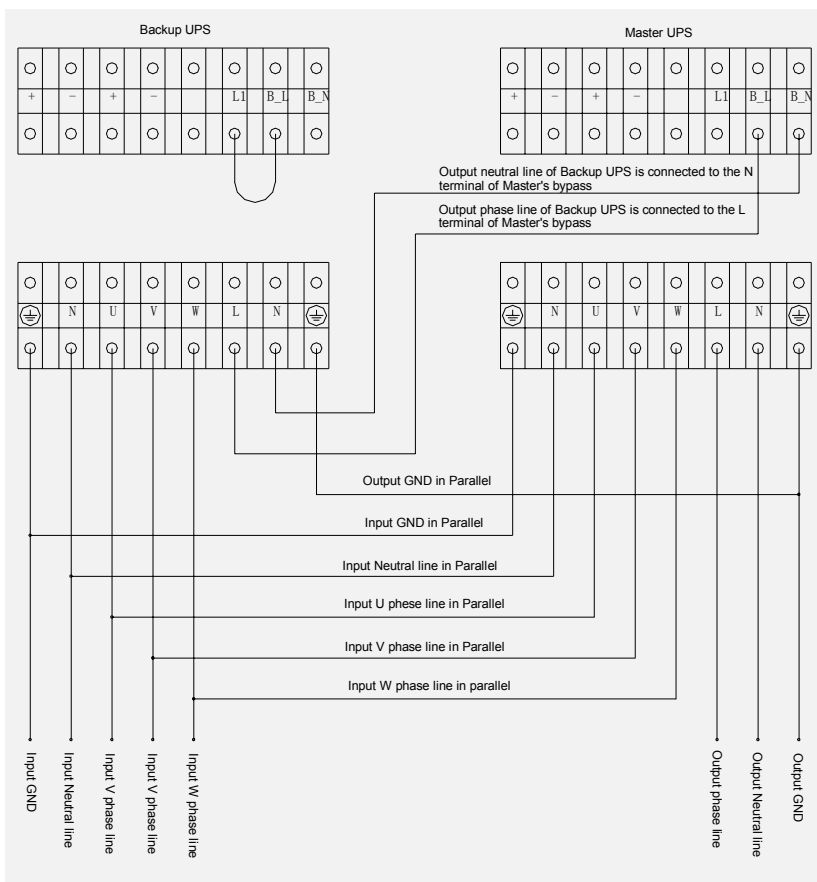 Backup UPS
Master UPS
+ − + − L1 B_L B_N
+ − + − L1 B_L B_N
Output neutral line of Backup UPS is connected to the N
terminal of Master's bypass
Output phase line of Backup UPS is connected to the L
terminal of Master's bypass
N U V W L N
N U V W L N
Output GND in Parallel
Input GND in Parallel
Input Neutral line in Parallel
Input U phese line in Parallel
Input V phase line in Parallel
Input W phase line in parallel
Input GND
Input Neutral line
Input V phase line
Input V phase line
Input W phase line
Output phase line
Output Neutral line
Output GND